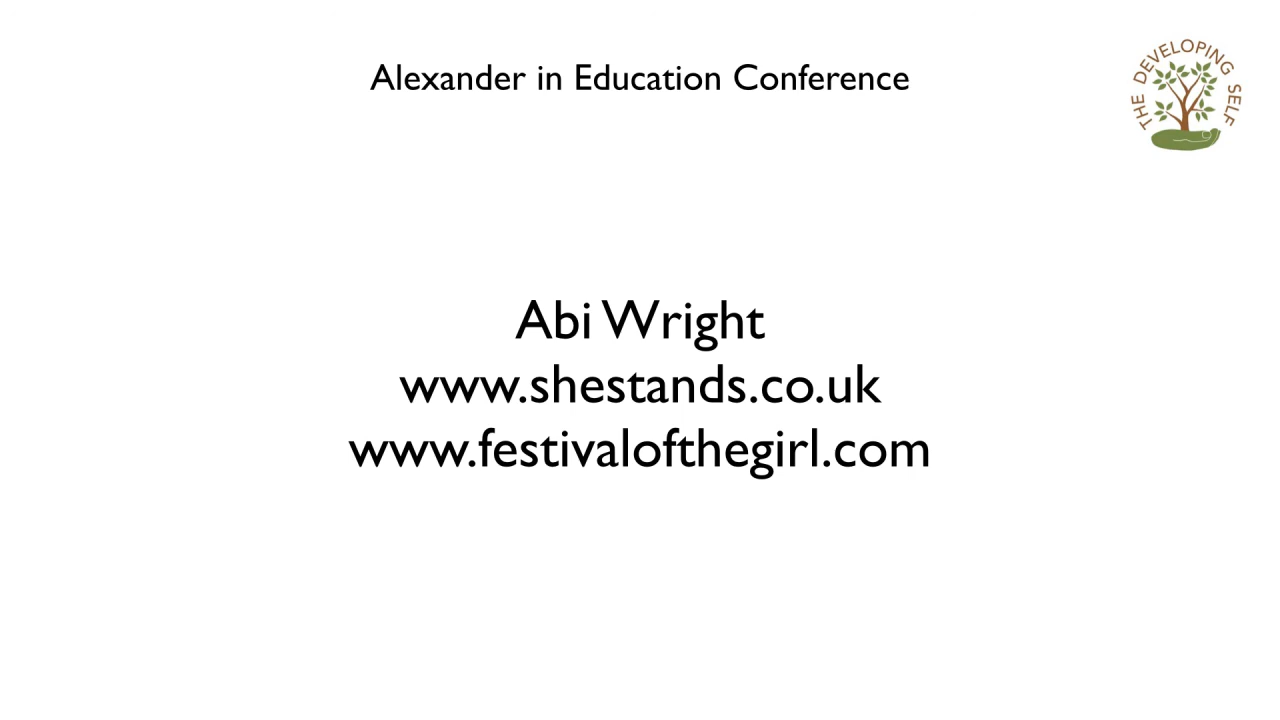 Alexander in Education Conference
THE DEVELOPING SELF
Abi Wright
www.shestands.co.uk
www.festivalofthegirl.com